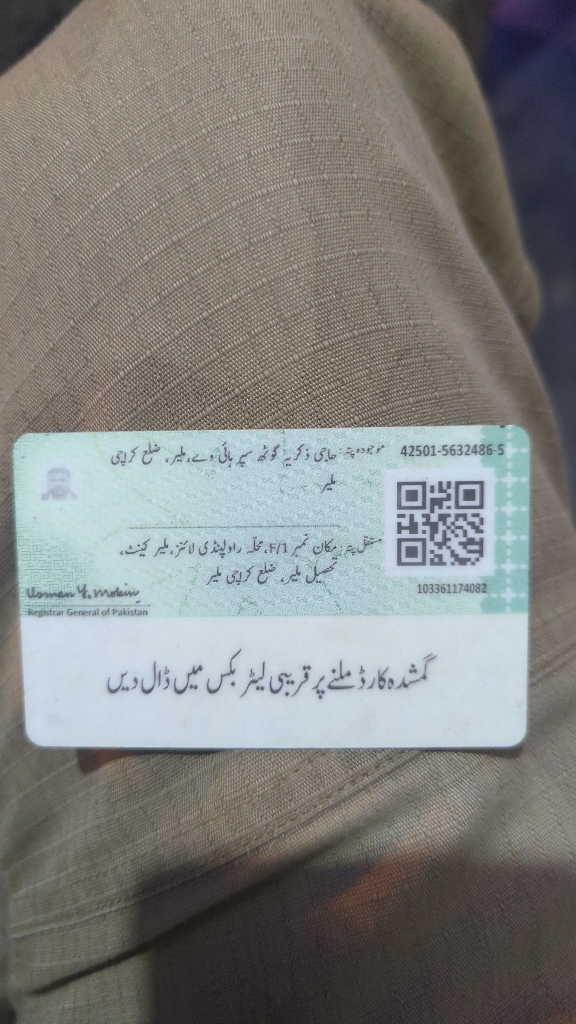 42501-5632486-5
موجودہ پتہ: حاجی ذکریہ گوٹھ سپر ہائی وے، ملیر، ضلع کراچی
ملیر
مستقل پتہ: مکان نمبر F/1، محلہ راولپنڈی لائنز، ملیر کینٹ،
تحصیل ملیر، ضلع کراچی ملیر
103361174082
Usman Y. Mobin
Registrar General of Pakistan
گمشدہ کارڈ ملنے پر قریبی لیٹر بکس میں ڈال دیں